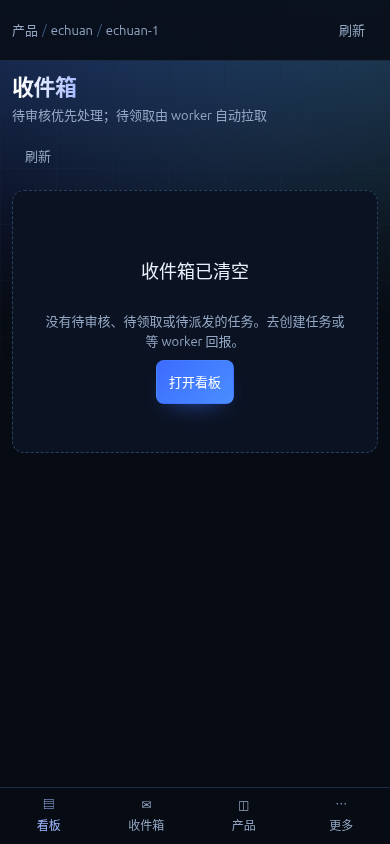 产品 / echuan / echuan-1
刷新
收件箱
待审核优先处理；待领取由 worker 自动拉取
刷新
收件箱已清空
没有待审核、待领取或待派发的任务。去创建任务或
等 worker 回报。
打开看板
看板
收件箱
产品
更多